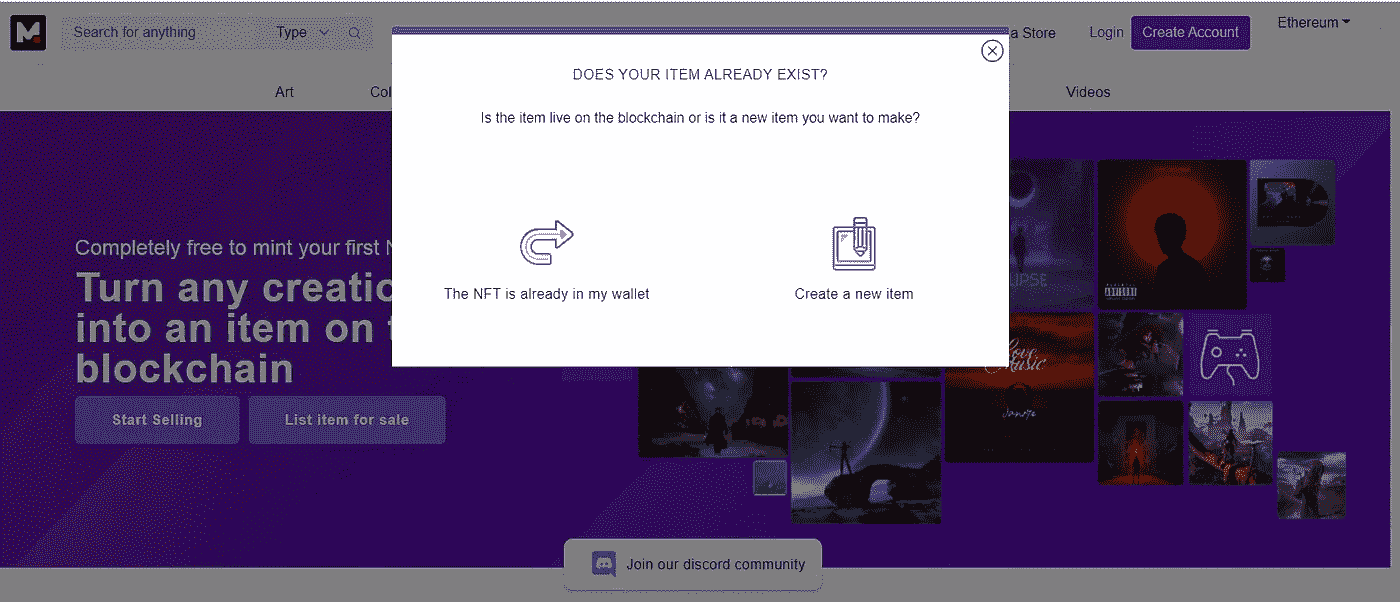 M.
Search for anything
Type
a Store
Login
Create Account
Ethereum
Art
Col
Videos
DOES YOUR ITEM ALREADY EXIST?
Is the item live on the blockchain or is it a new item you want to make?
The NFT is already in my wallet
Create a new item
Completely free to mint your first N
Turn any creatio
into an item on t
blockchain
Start Selling
List item for sale
Love
Music
Join our discord community